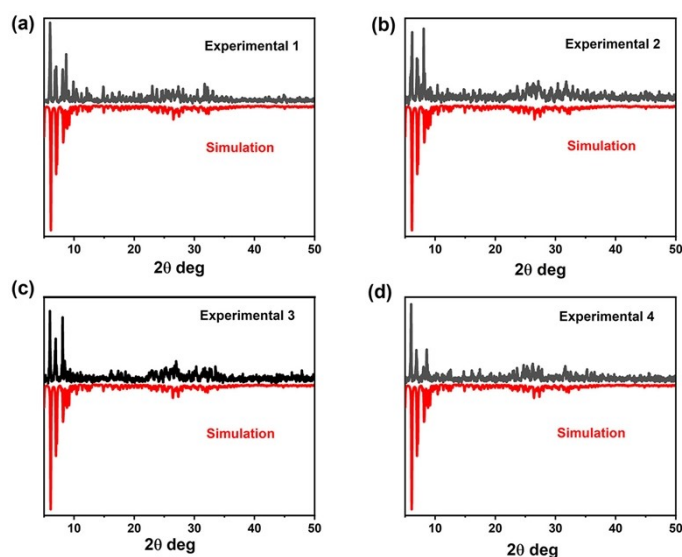 (a)
Experimental 1
Simulation
10 20 30 40 50
2θ deg
(b)
Experimental 2
Simulation
10 20 30 40 50
2θ deg
(c)
Experimental 3
Simulation
10 20 30 40 50
2θ deg
(d)
Experimental 4
Simulation
10 20 30 40 50
2θ deg